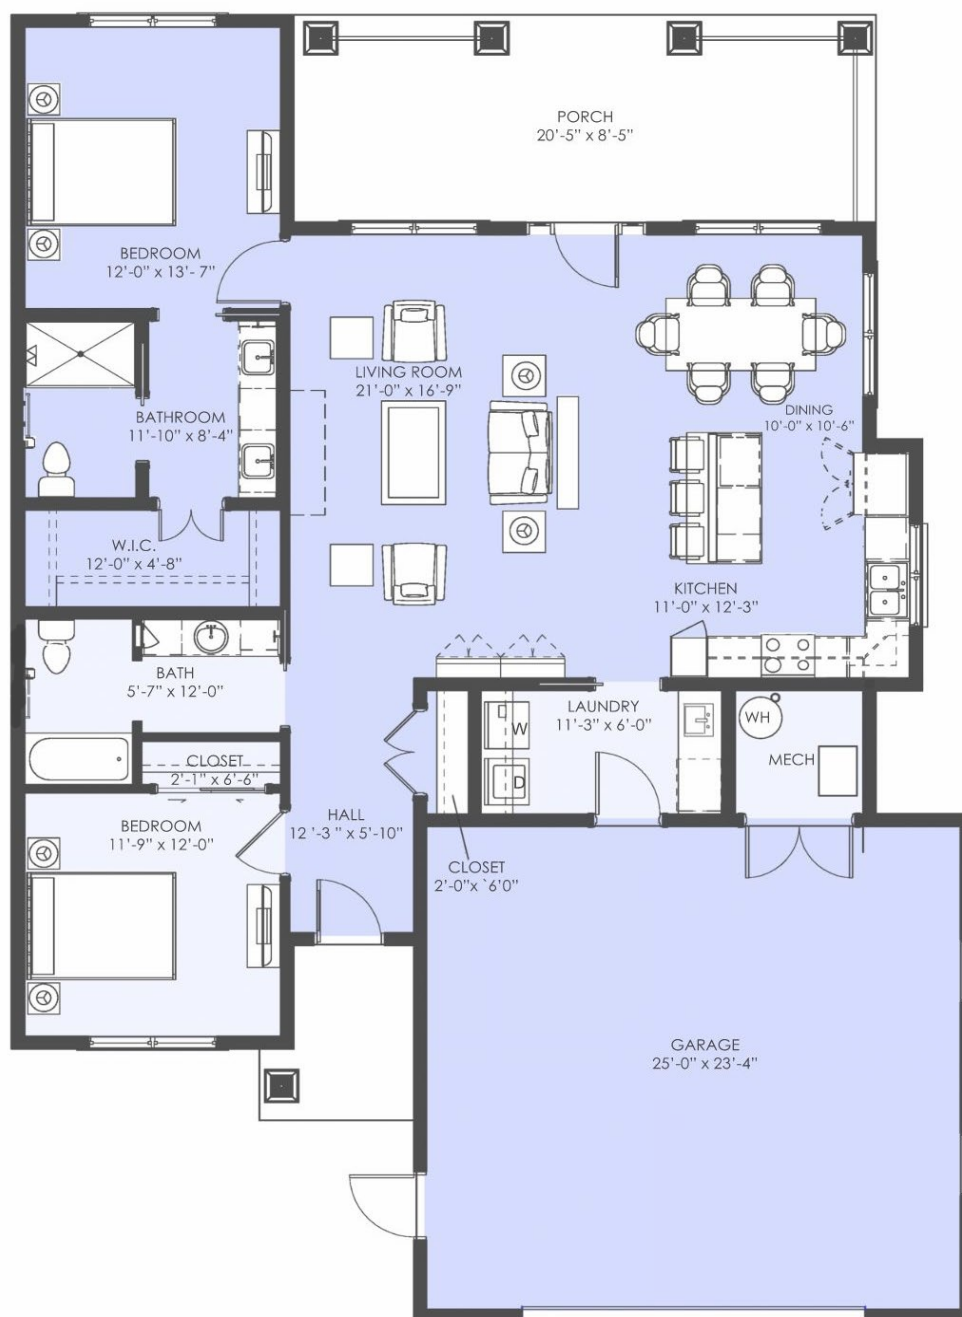 PORCH
20'-5" x 8'-5"
BEDROOM
12'-0" x 13'- 7"
LIVING ROOM
21'-0" x 16'-9"
DINING
10'-0" x 10'-6"
BATHROOM
11'-10" x 8'-4"
W.I.C.
12'-0" x 4'-8"
KITCHEN
11'-0" x 12'-3"
BATH
5'-7" x 12'-0"
LAUNDRY
11'-3" x 6'-0"
W
D
WH
MECH
CLOSET
2'-1" x 6'-6"
BEDROOM
11'-9" x 12'-0"
HALL
12 '-3 " x 5'-10"
CLOSET
2'-0"x `6'0"
GARAGE
25'-0" x 23'-4"